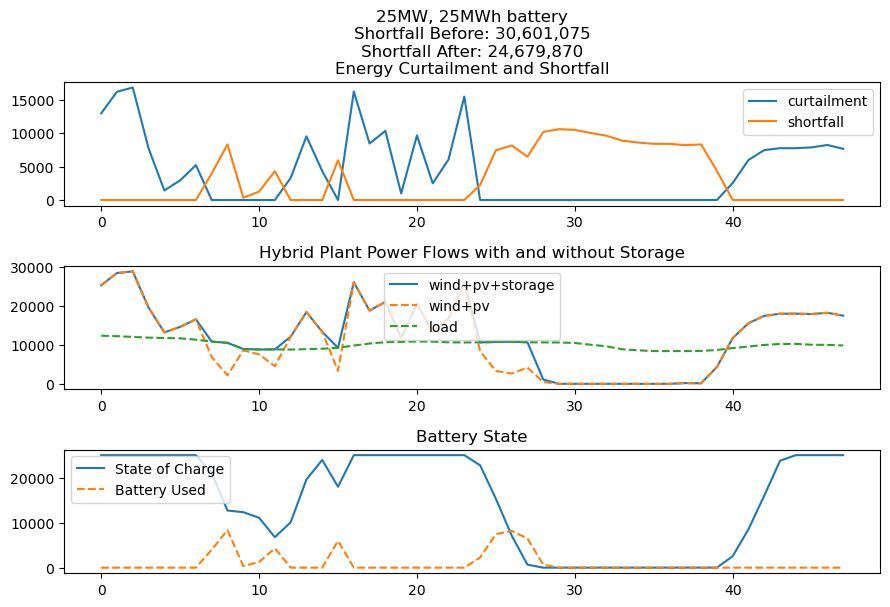 25MW, 25MWh battery
Shortfall Before: 30,601,075
Shortfall After: 24,679,870
Energy Curtailment and Shortfall
15000
10000
5000
0
curtailment
shortfall
0
10
20
30
40
Hybrid Plant Power Flows with and without Storage
30000
20000
10000
0
wind+pv+storage
wind+pv
load
0
10
20
30
40
Battery State
20000
10000
0
State of Charge
Battery Used
0
10
20
30
40